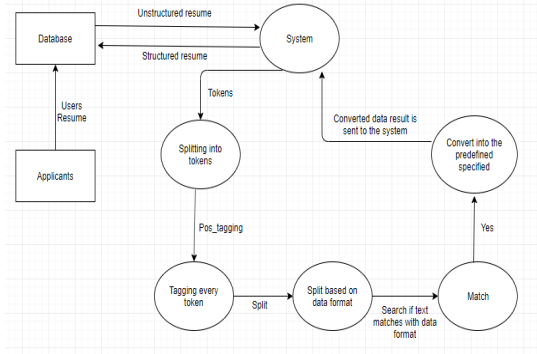 Unstructured resume
Database
System
Structured resume
Tokens
Users
Resume
Converted data result is
sent to the system
Splitting into
tokens
Convert into the
predefined
specified
Applicants
Pos_tagging
Yes
Tagging every
token
Split
Split based on
data format
Search if text
matches with data
format
Match